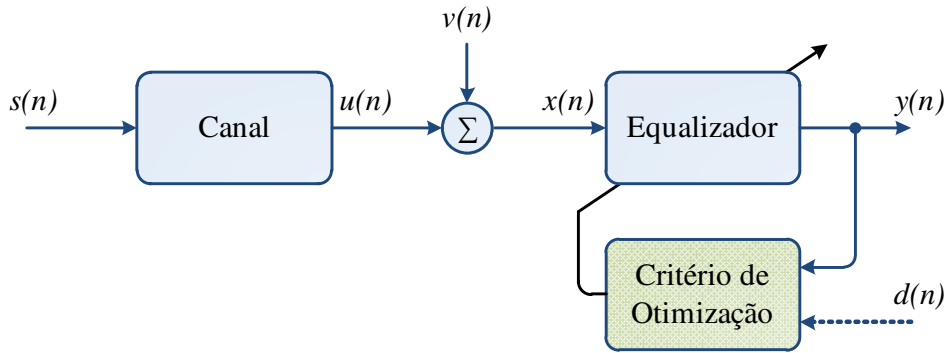 v(n)
s(n)
Canal
u(n)
Σ
x(n)
Equalizador
y(n)
Critério de
Otimização
d(n)